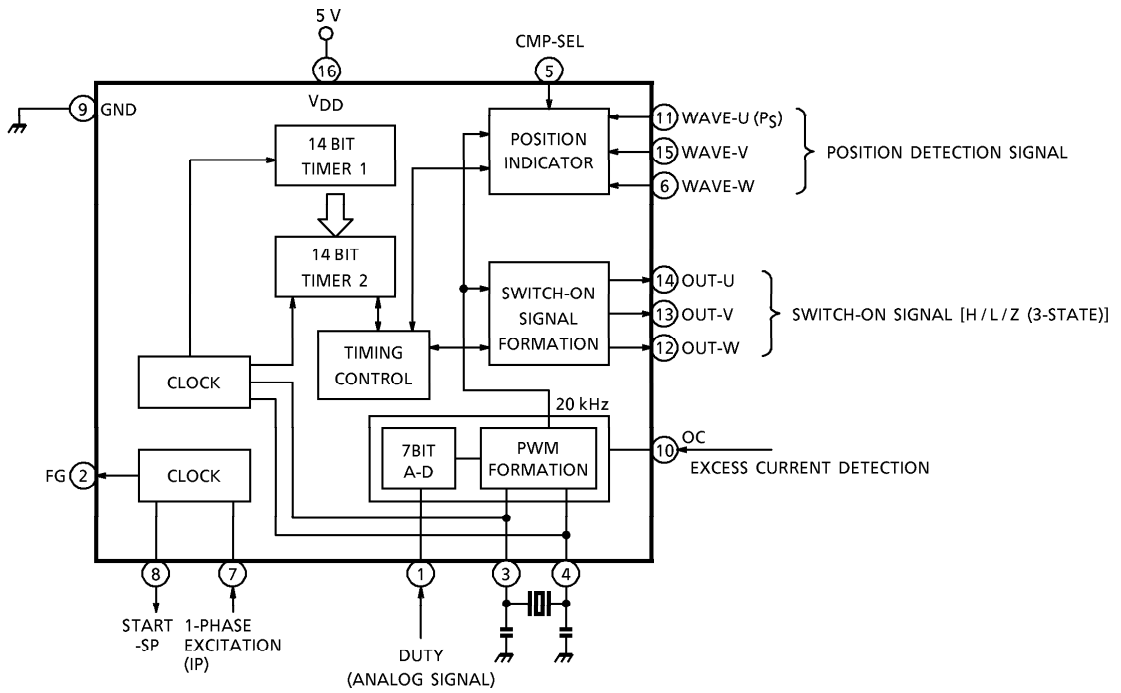 5 V
CMP-SEL
16
5
9 GND
VDD
11 WAVE-U (PS)
14 BIT
TIMER 1
POSITION
INDICATOR
15 WAVE-V
POSITION DETECTION SIGNAL
6 WAVE-W
14 BIT
TIMER 2
14 OUT-U
SWITCH-ON
SIGNAL
FORMATION
13 OUT-V
SWITCH-ON SIGNAL [H / L / Z (3-STATE)]
12 OUT-W
TIMING
CONTROL
CLOCK
20 kHz
7BIT
A-D
PWM
FORMATION
10 OC
EXCESS CURRENT DETECTION
FG 2
CLOCK
8
7
1
3
4
START
-SP
1-PHASE
EXCITATION
(IP)
DUTY
(ANALOG SIGNAL)